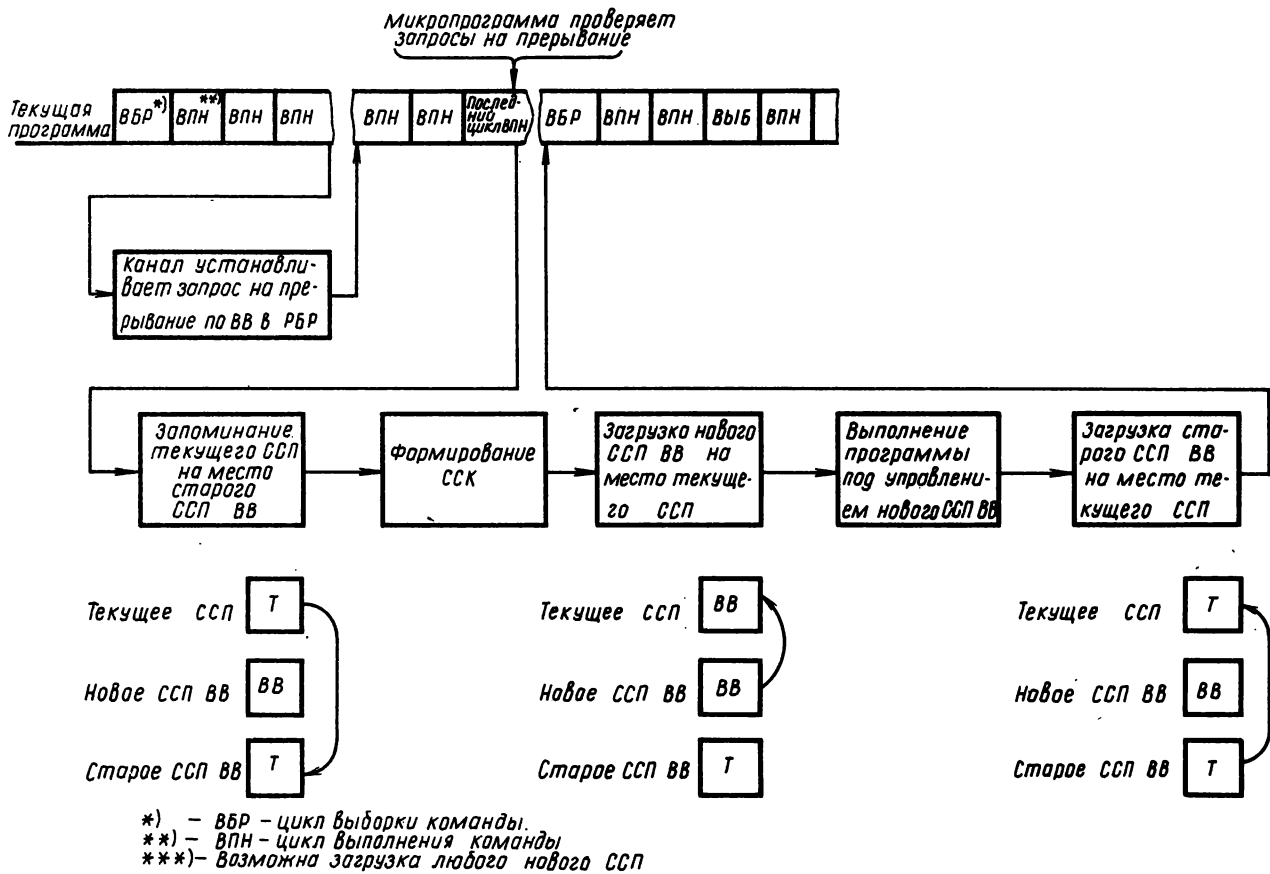 Микропрограмма проверяет
запросы на прерывание
Текущая
программа
ВБР*)
ВПН**)
ВПН
ВПН
ВПН
ВПН
Послед-
ний
цикл ВПН
ВБР
ВПН
ВПН.
ВЫБ
ВПН
Канал устанавли-
вает запрос на пре-
рывание по ВВ в РБР
Запоминание.
текущего ССП
на место
старого
ССП ВВ
Формирование
ССК
Загрузка нового
ССП ВВ на
место текуще-
го ССП
Выполнение
программы
под управлени-
ем нового ССП ВВ
Загрузка ста-
рого ССП ВВ
на место те-
кущего ССП
Текущее ССП
Т
Новое ССП ВВ
ВВ
Старое ССП ВВ
Т
Текущее ССП
ВВ
Новое ССП ВВ
ВВ
Старое ССП ВВ
Т
Текущее ССП
Т
Новое ССП ВВ
ВВ
Старое ССП ВВ
Т
*) – ВБР – цикл выборки команды.
**) – ВПН – цикл выполнения команды
***) – Возможна загрузка любого нового ССП